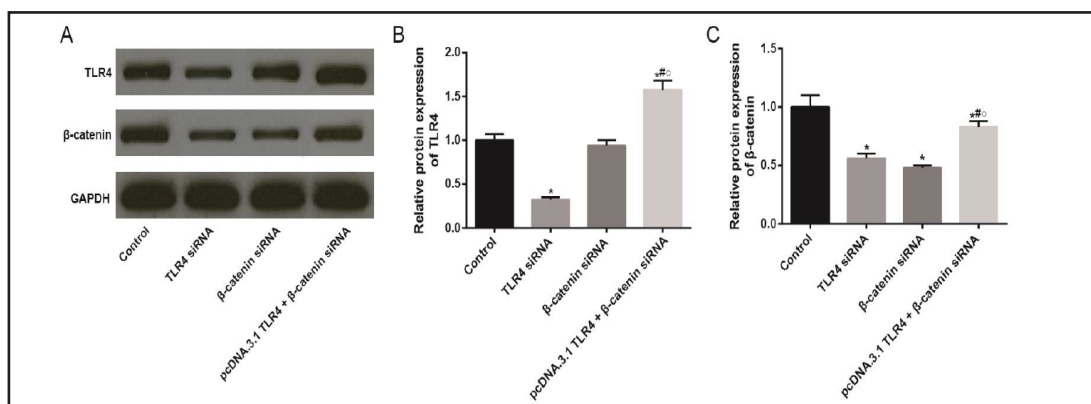 A
TLR4
β-catenin
GAPDH
Control
TLR4 siRNA
β-catenin siRNA
pcDNA.3.1 TLR4 + β-catenin siRNA
B
Relative protein expression
of TLR4
2.0
1.5
1.0
0.5
0.0
*
*#○
Control
TLR4 siRNA
β-catenin siRNA
pcDNA.3.1 TLR4 + β-catenin siRNA
C
Relative protein expression
of β-catenin
1.5
1.0
0.5
0.0
*
*
*#○
Control
TLR4 siRNA
β-catenin siRNA
pcDNA.3.1 TLR4 + β-catenin siRNA